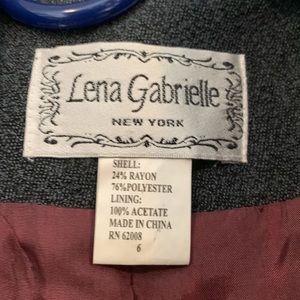 Lena Gabrielle
NEW YORK
SHELL:
24% RAYON
76%POLYESTER
LINING:
100% ACETATE
MADE IN CHINA
RN 62008
6